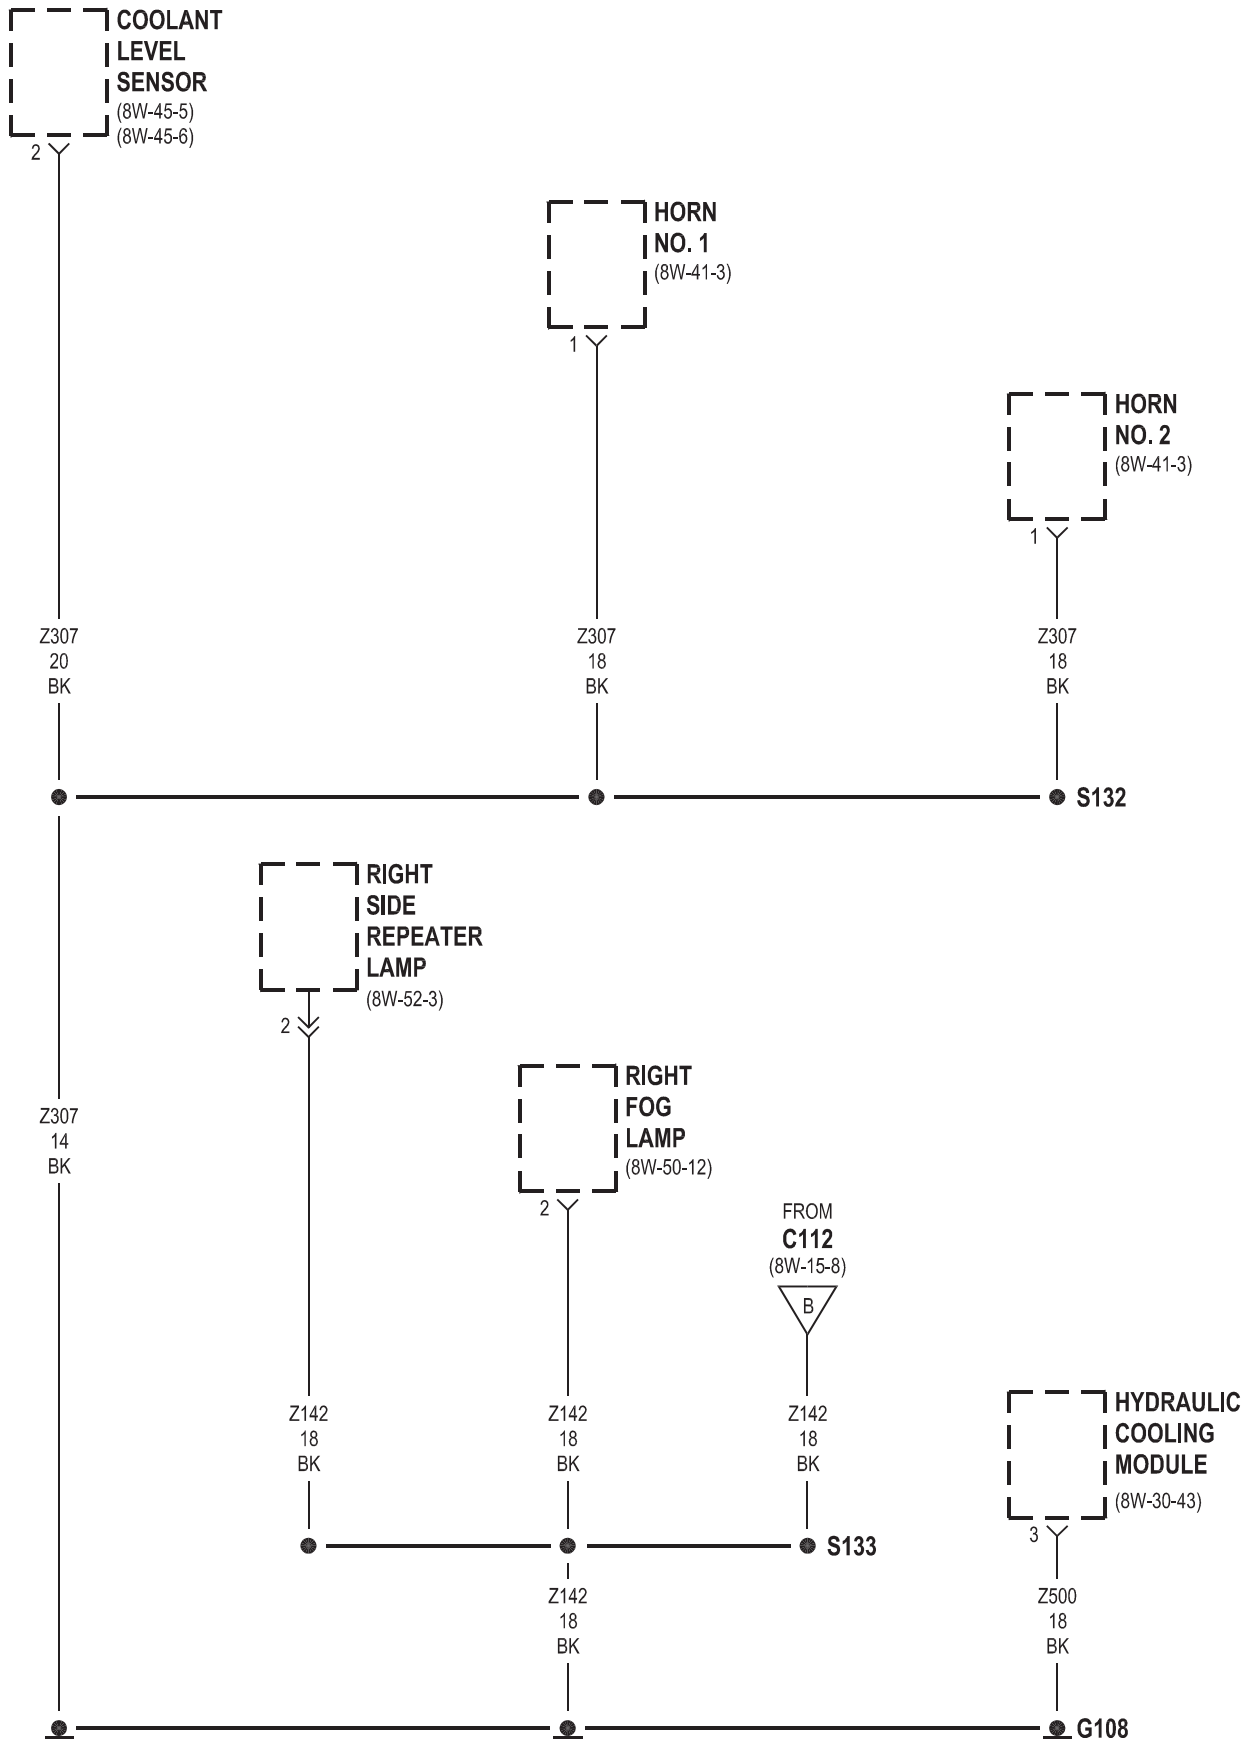 COOLANT
LEVEL
SENSOR
(8W-45-5)
(8W-45-6)
2
HORN
NO. 1
(8W-41-3)
1
HORN
NO. 2
(8W-41-3)
1
Z307
20
BK
Z307
18
BK
Z307
18
BK
S132
RIGHT
SIDE
REPEATER
LAMP
(8W-52-3)
2
RIGHT
FOG
LAMP
(8W-50-12)
2
Z307
14
BK
FROM
C112
(8W-15-8)
B
Z142
18
BK
Z142
18
BK
Z142
18
BK
HYDRAULIC
COOLING
MODULE
(8W-30-43)
3
S133
Z142
18
BK
Z500
18
BK
G108